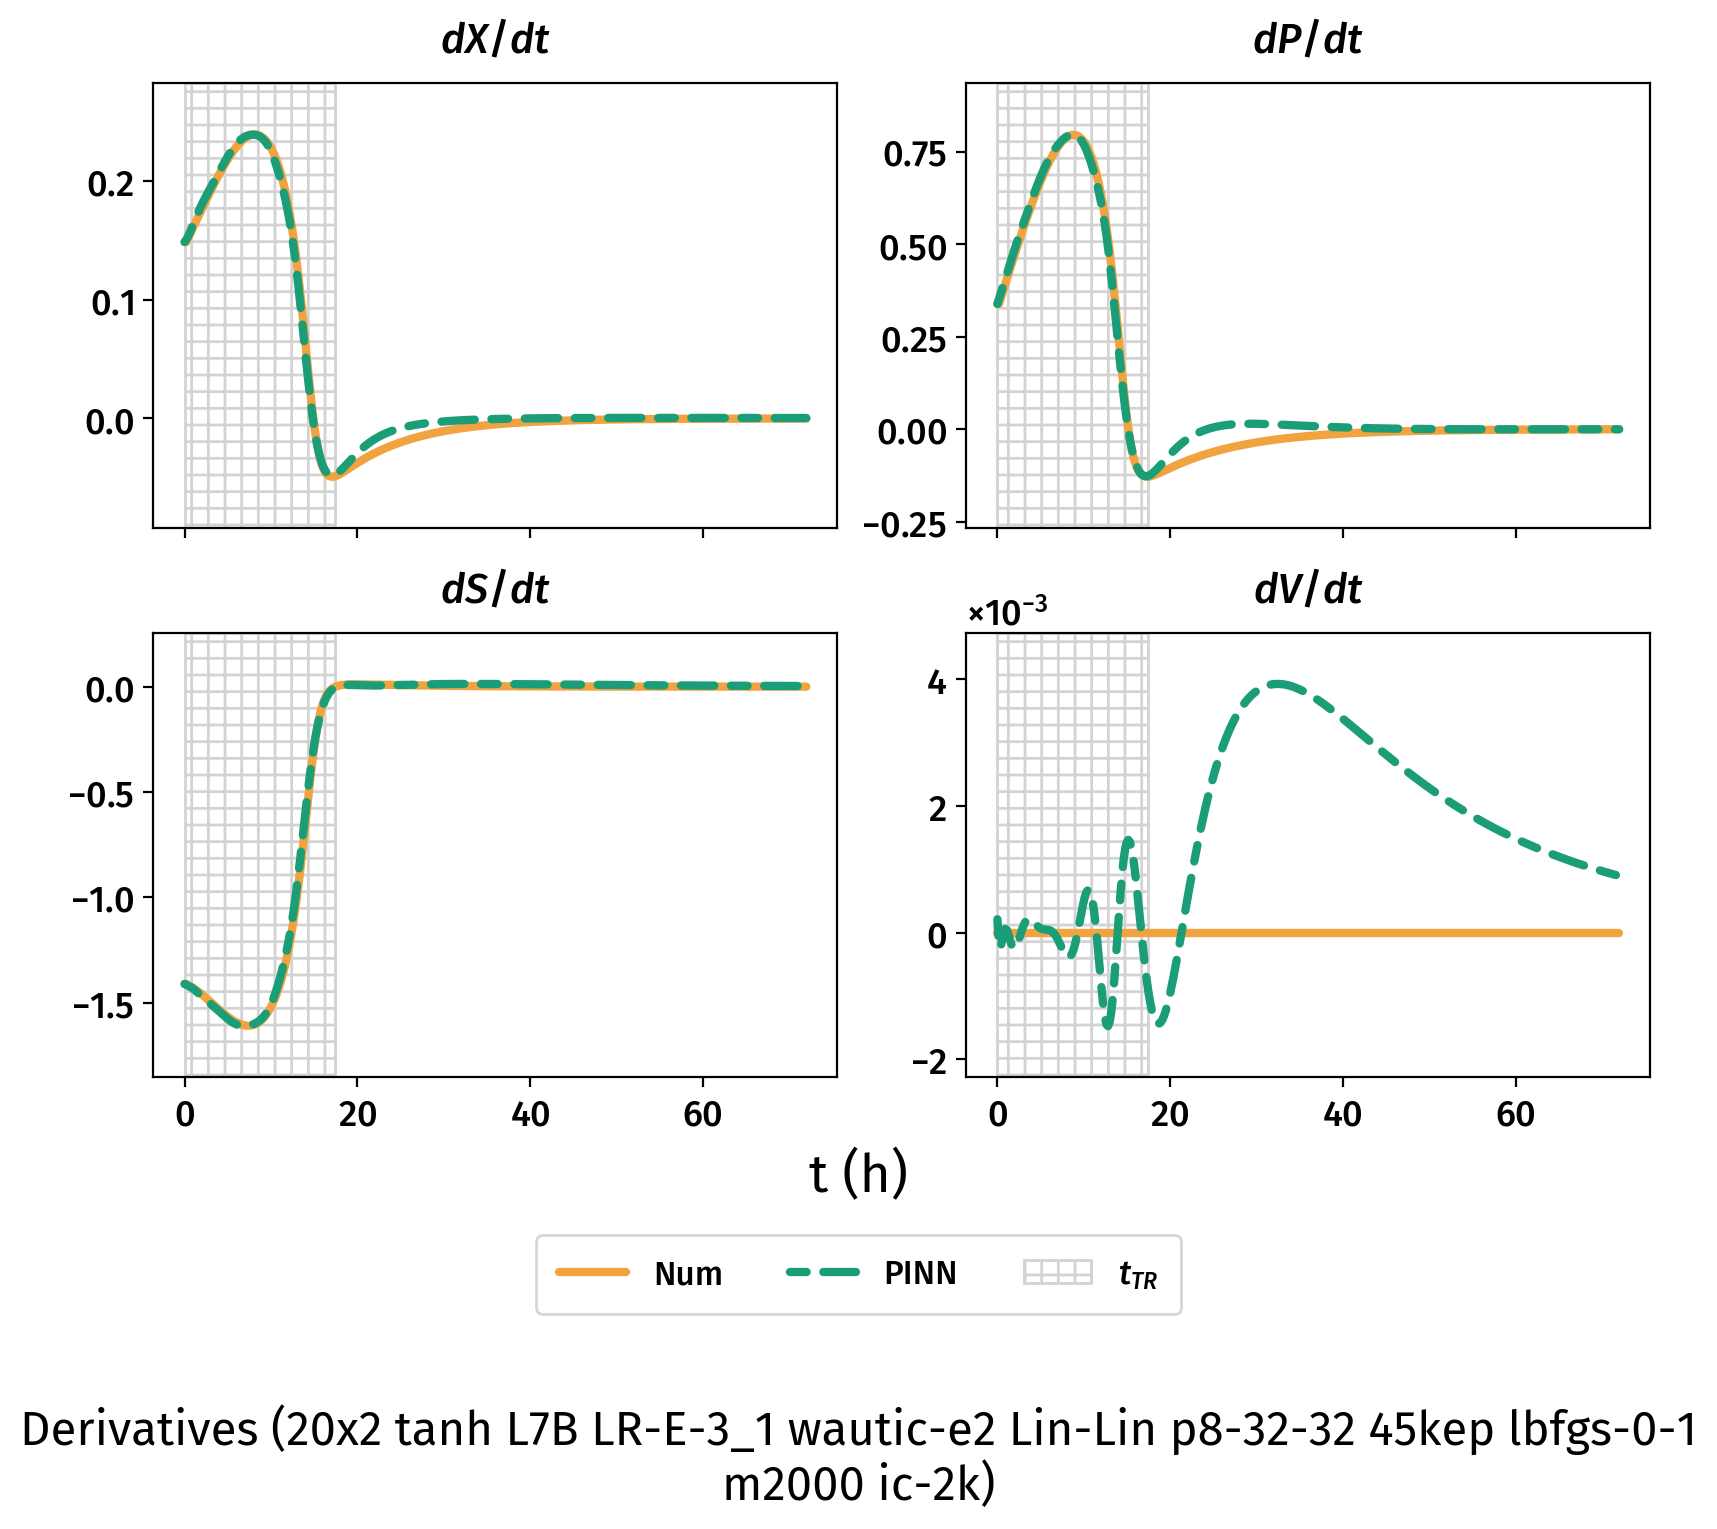 dX/dt
dP/dt
0.2
0.1
0.0
0.75
0.50
0.25
0.00
−0.25
dS/dt
dV/dt
×10⁻³
0.0
−0.5
−1.0
−1.5
4
2
0
−2
0 20 40 60
0 20 40 60
t (h)
Num PINN t_TR
Derivatives (20x2 tanh L7B LR-E-3_1 wautic-e2 Lin-Lin p8-32-32 45kep lbfgs-0-1
m2000 ic-2k)